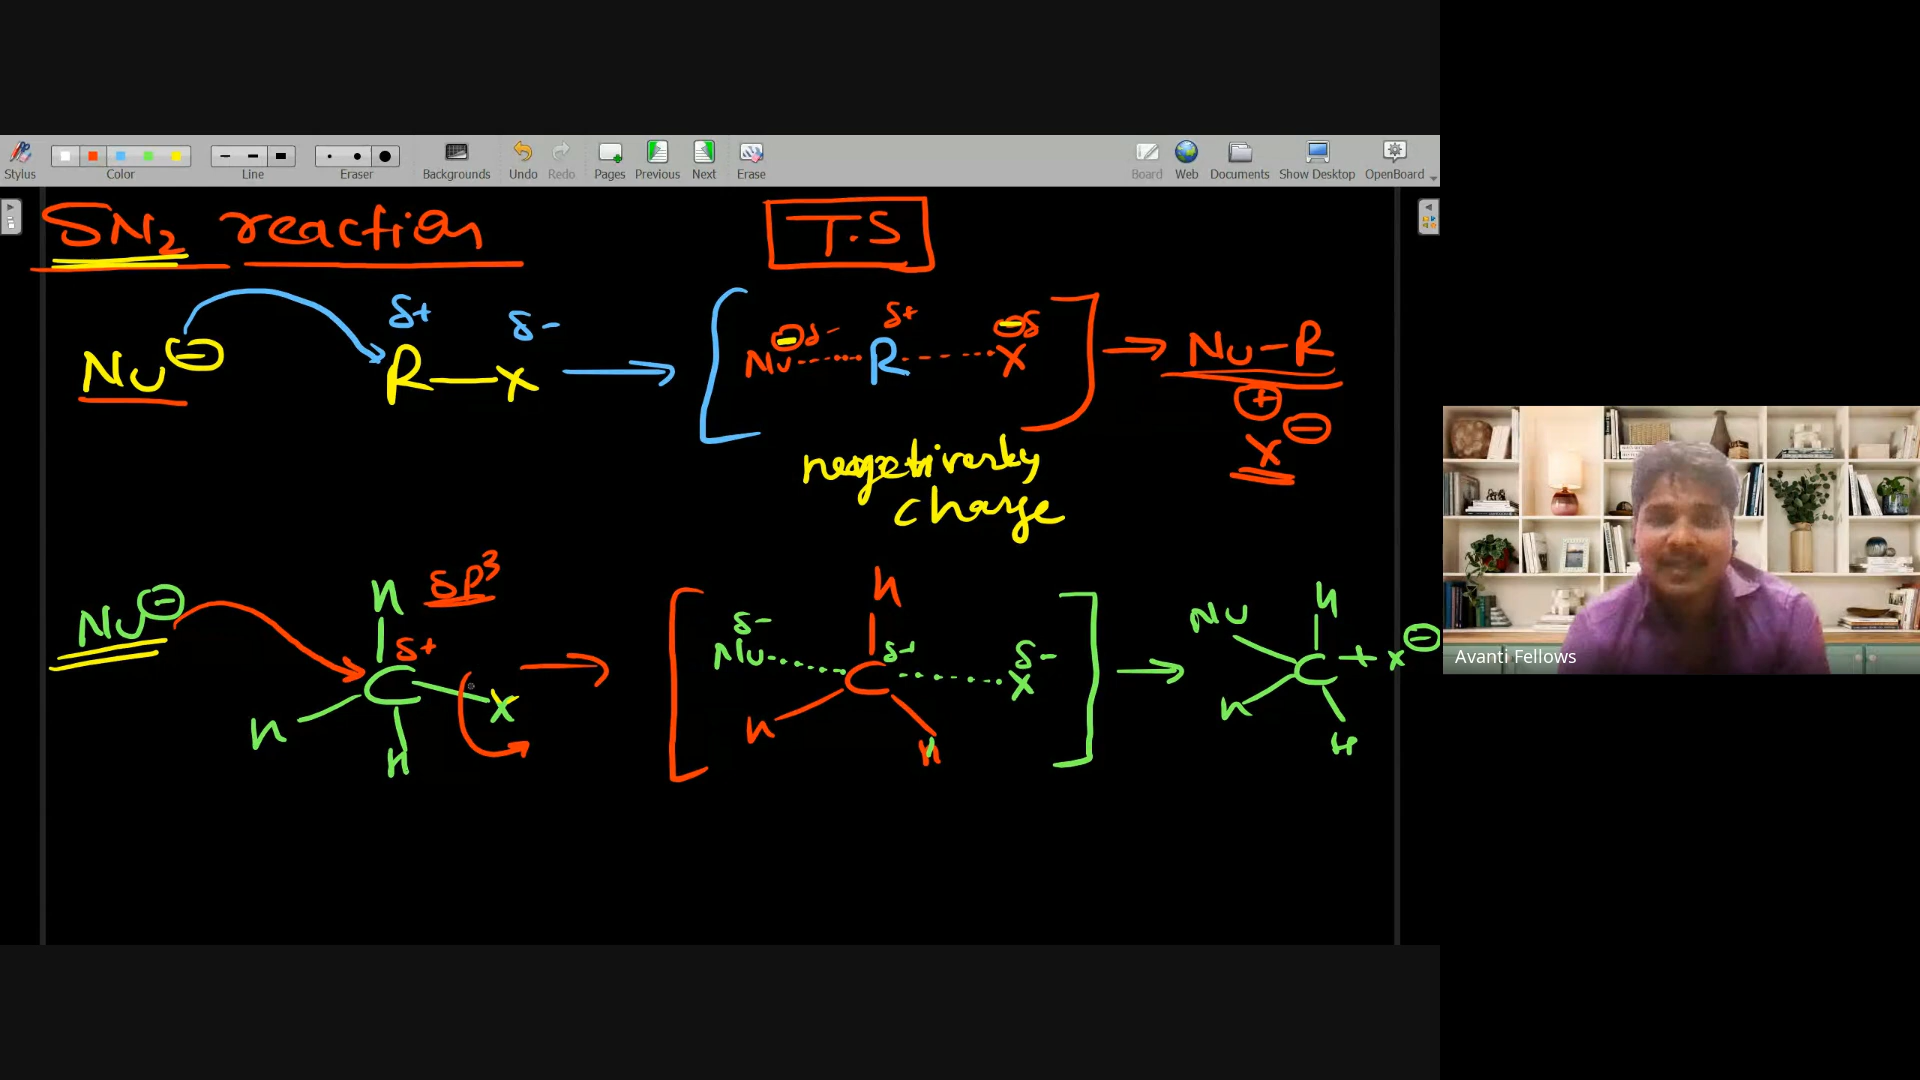 Stylus
Color
Line
Eraser
Backgrounds
Undo
Redo
Pages
Previous
Next
Erase
Board
Web
Documents
Show Desktop
OpenBoard
SN2 reaction
T.S
Nu⊖ R—X
δ+ δ-
→
[Nu⊖δ- ...... R δ+ ------ X ⊖δ]
→ Nu—R
⊕
X⊖
charge
Nu⊖
H
sp³
δ+
C
X
H
H
→
[H
δ-
Nu ...... C δ+ ...... X δ-
H H]
→
Nu H
C + X⊖
H
H
Avanti Fellows